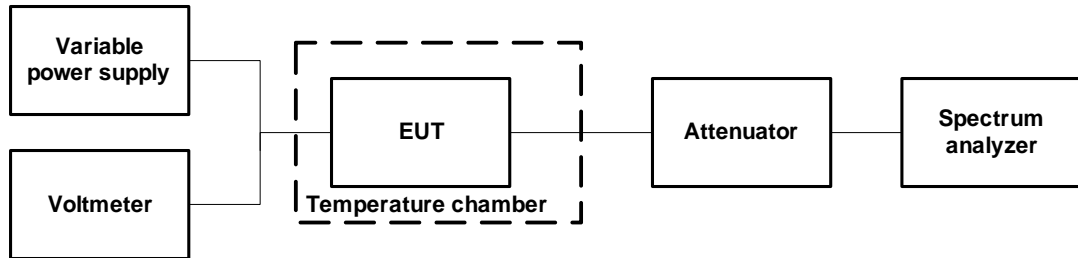 Variable
power supply
Voltmeter
EUT
Temperature chamber
Attenuator
Spectrum
analyzer